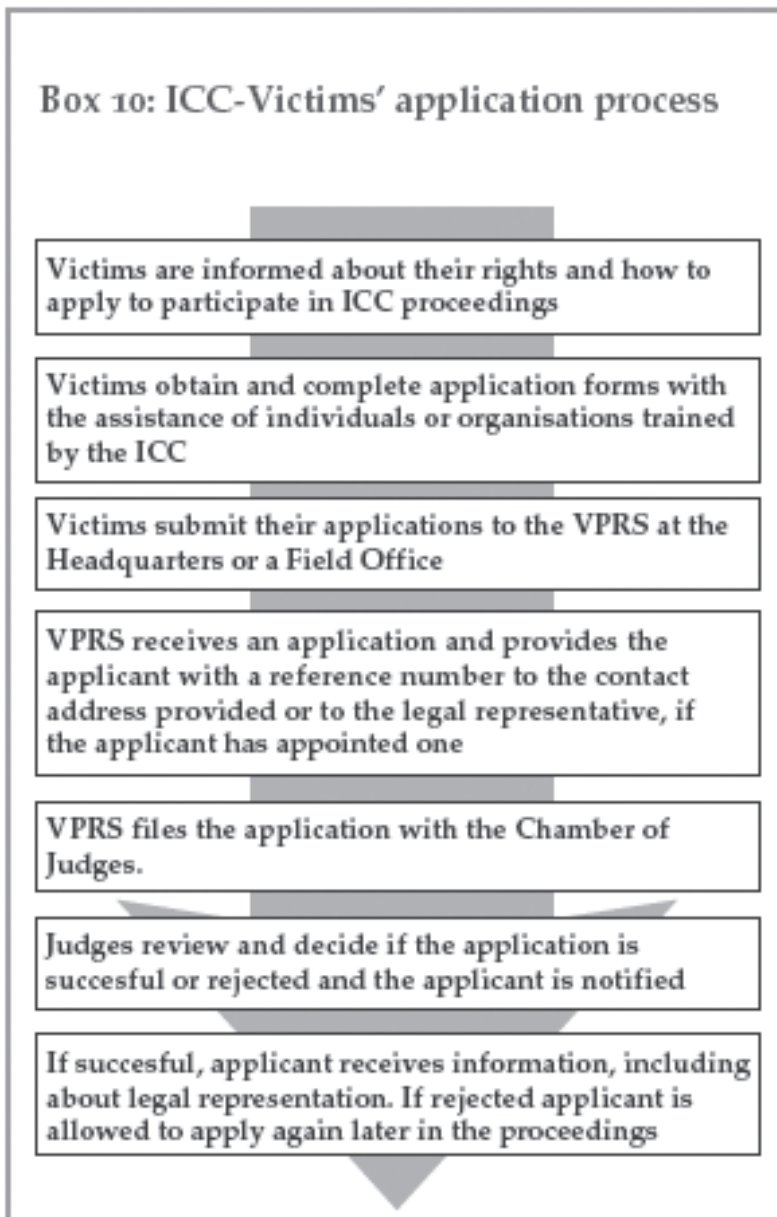 Box 10: ICC-Victims' application process
Victims are informed about their rights and how to
apply to participate in ICC proceedings
Victims obtain and complete application forms with
the assistance of individuals or organisations trained
by the ICC
Victims submit their applications to the VPRS at the
Headquarters or a Field Office
VPRS receives an application and provides the
applicant with a reference number to the contact
address provided or to the legal representative, if
the applicant has appointed one
VPRS files the application with the Chamber of
Judges.
Judges review and decide if the application is
succesful or rejected and the applicant is notified
If succesful, applicant receives information, including
about legal representation. If rejected applicant is
allowed to apply again later in the proceedings